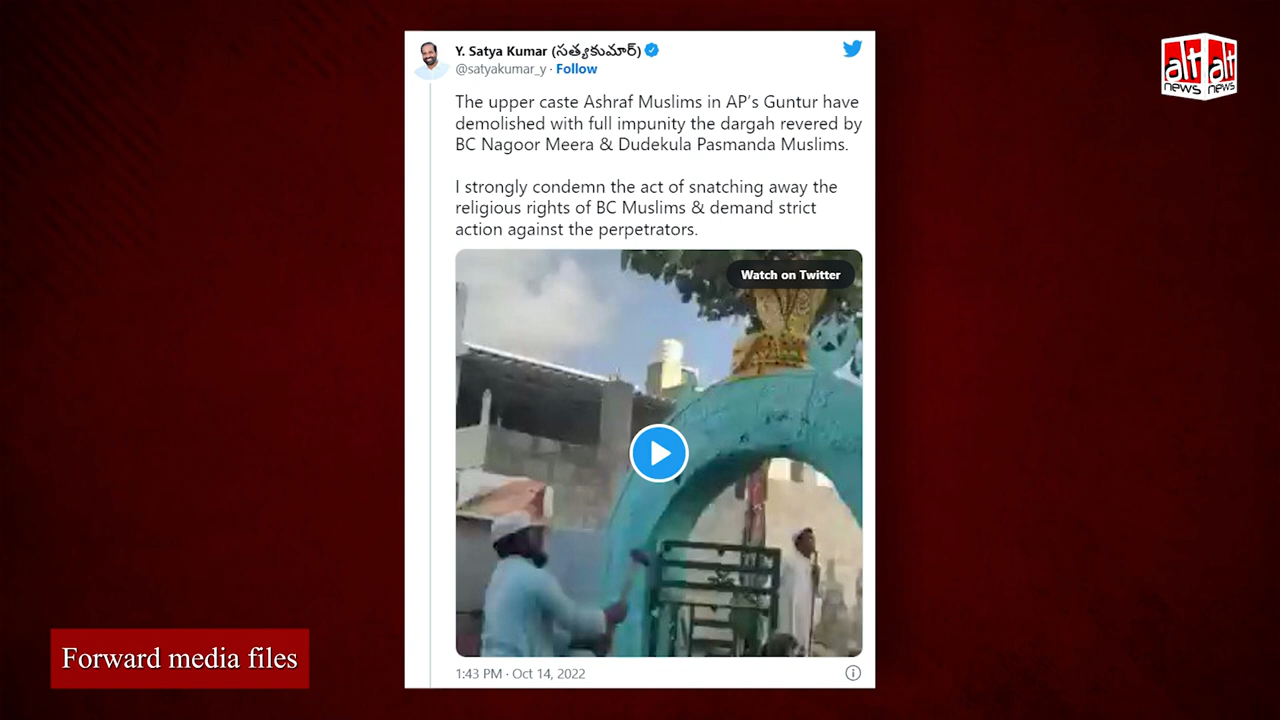 Y. Satya Kumar (సత్యకుమార్)
@satyakumar_y · Follow
The upper caste Ashraf Muslims in AP’s Guntur have
demolished with full impunity the dargah revered by
BC Nagoor Meera & Dudekula Pasmanda Muslims.
I strongly condemn the act of snatching away the
religious rights of BC Muslims & demand strict
action against the perpetrators.
Watch on Twitter
1:43 PM · Oct 14, 2022
Forward media files
alt alt
news news